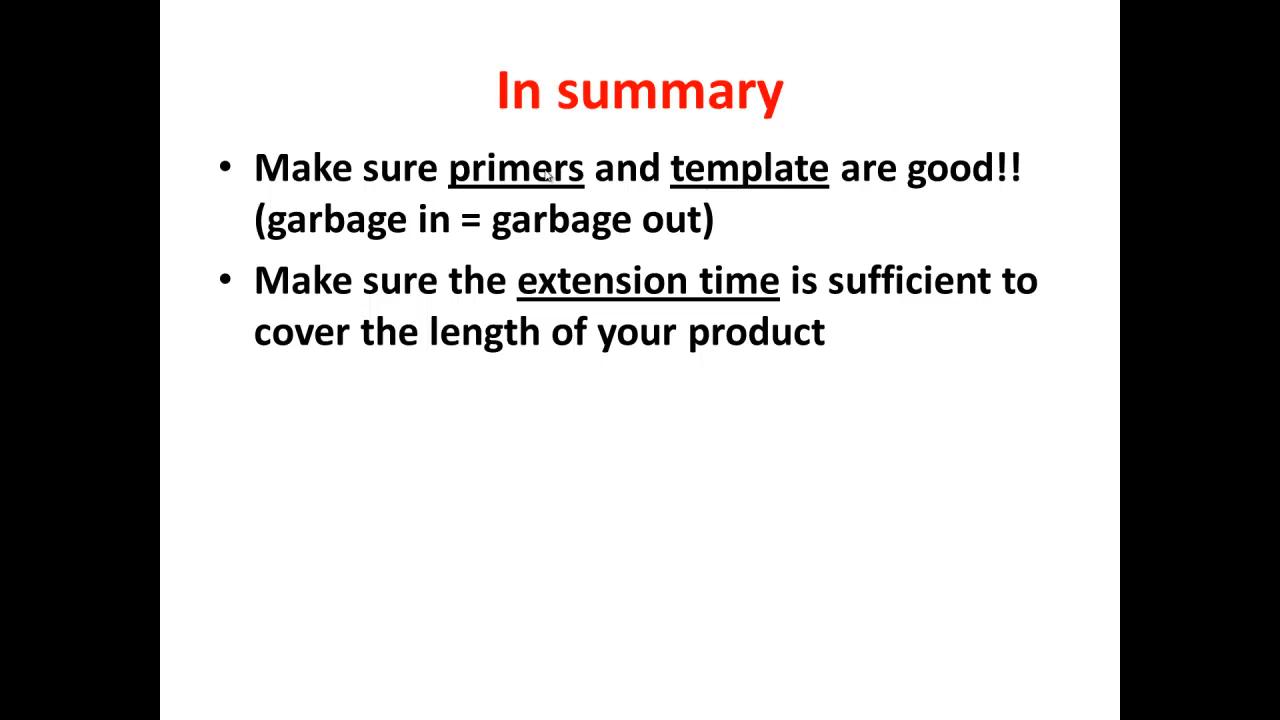 In summary
• Make sure primers and template are good!!
(garbage in = garbage out)
• Make sure the extension time is sufficient to
cover the length of your product